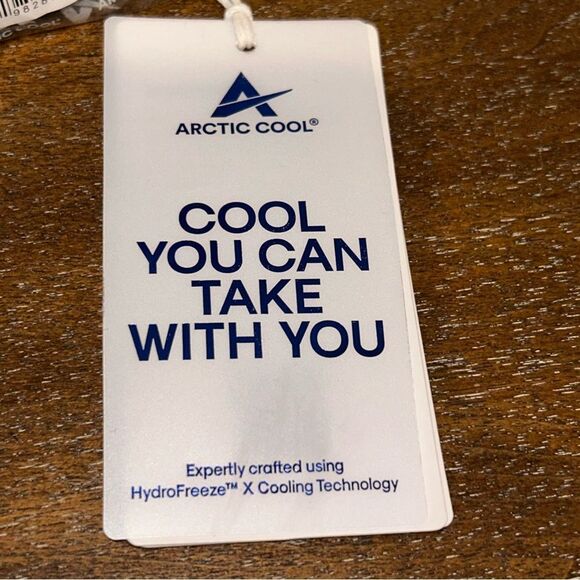 ARCTIC COOL®
COOL
YOU CAN
TAKE
WITH YOU
Expertly crafted using
HydroFreeze™ X Cooling Technology